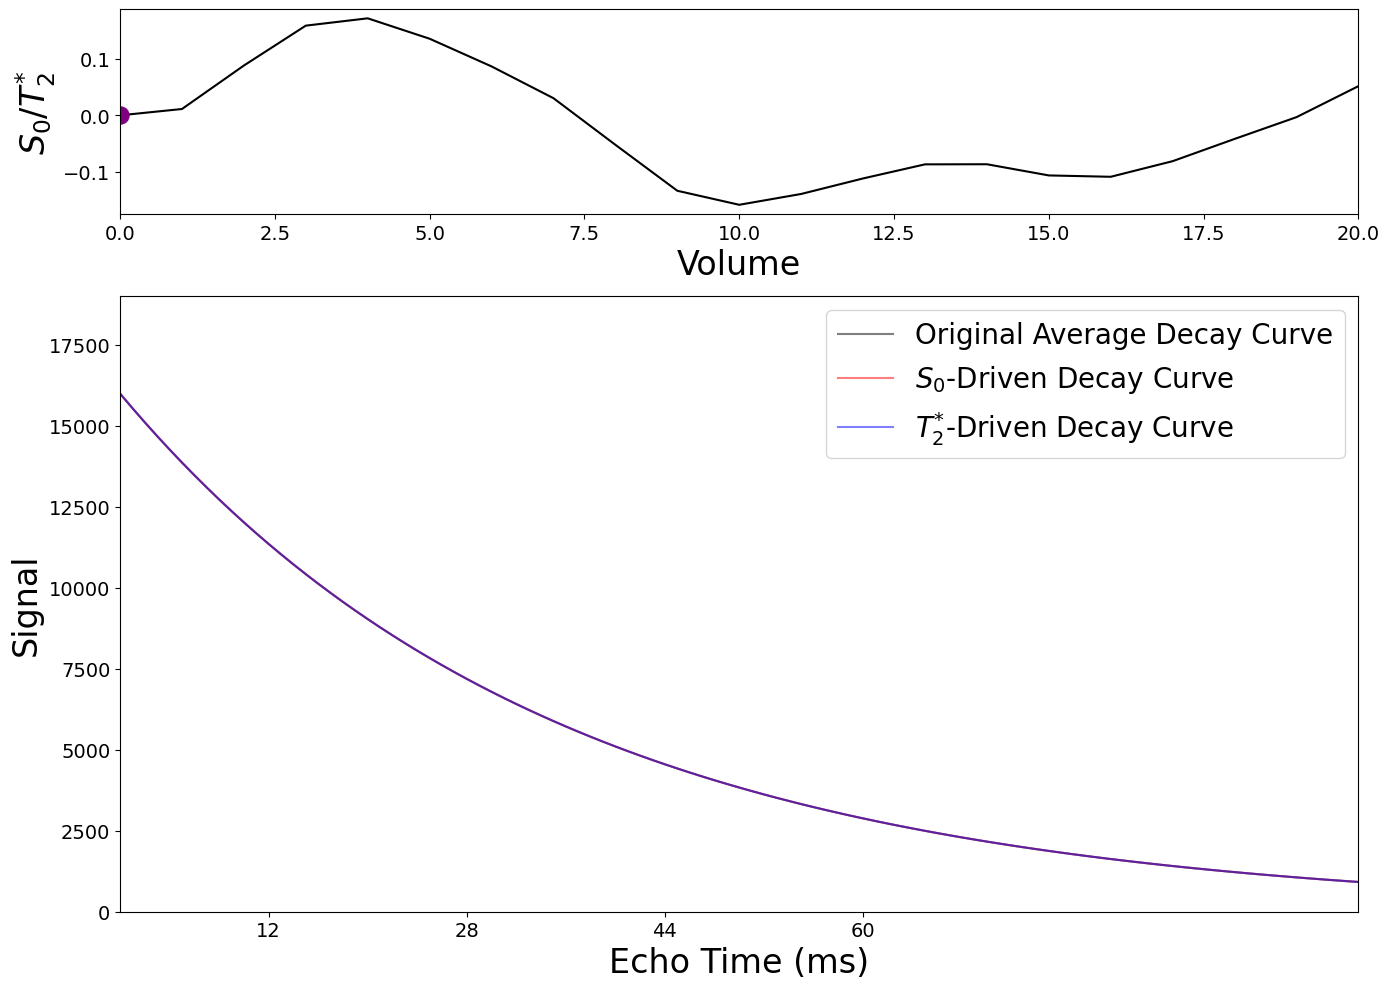 S₀/T₂*
0.1
0.0
−0.1
0.0 2.5 5.0 7.5 10.0 12.5 15.0 17.5 20.0
Volume
Signal
17500
15000
12500
10000
7500
5000
2500
0
Original Average Decay Curve
S₀-Driven Decay Curve
T₂*-Driven Decay Curve
12 28 44 60
Echo Time (ms)